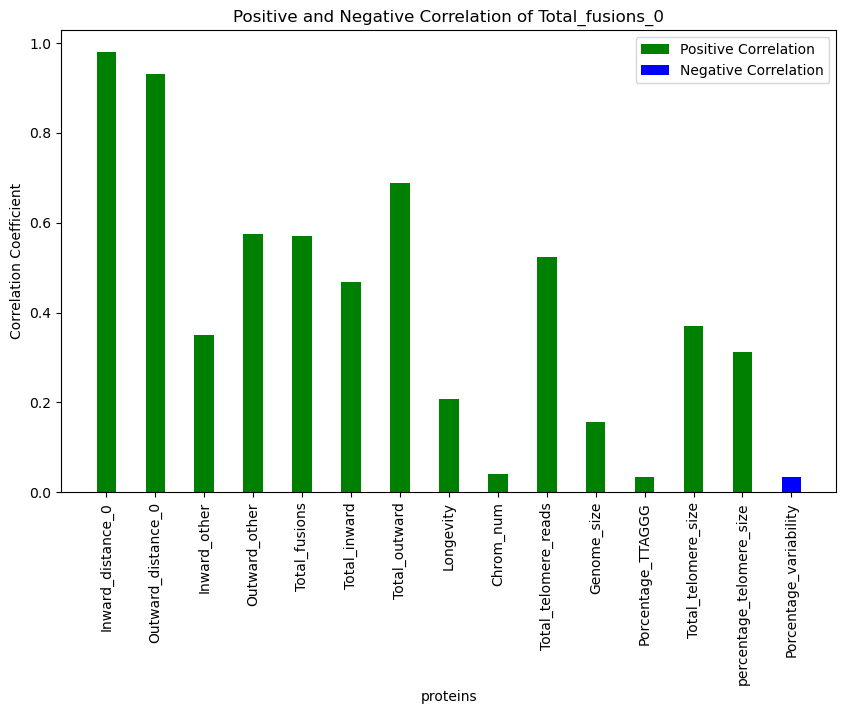 Positive and Negative Correlation of Total_fusions_0
Positive Correlation
Negative Correlation
Correlation Coefficient
1.0
0.8
0.6
0.4
0.2
0.0
Inward_distance_0
Outward_distance_0
Inward_other
Outward_other
Total_fusions
Total_inward
Total_outward
Longevity
Chrom_num
Total_telomere_reads
Genome_size
Porcentage_TTAGGG
Total_telomere_size
percentage_telomere_size
Porcentage_variability
proteins